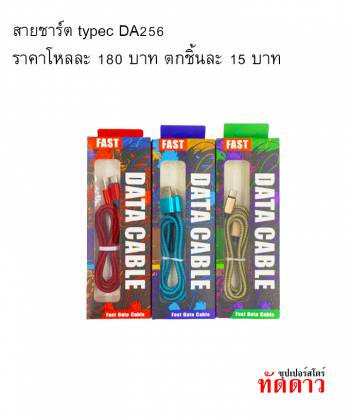 สายชาร์ต typec DA256
ราคาโหลละ 180 บาท ตกชิ้นละ 15 บาท
FAST
DATA CABLE
Fast Data Cable
FAST
DATA CABLE
Fast Data Cable
FAST
DATA CABLE
Fast Data Cable
ซุปเปอร์สโตร์
ทัดดาว